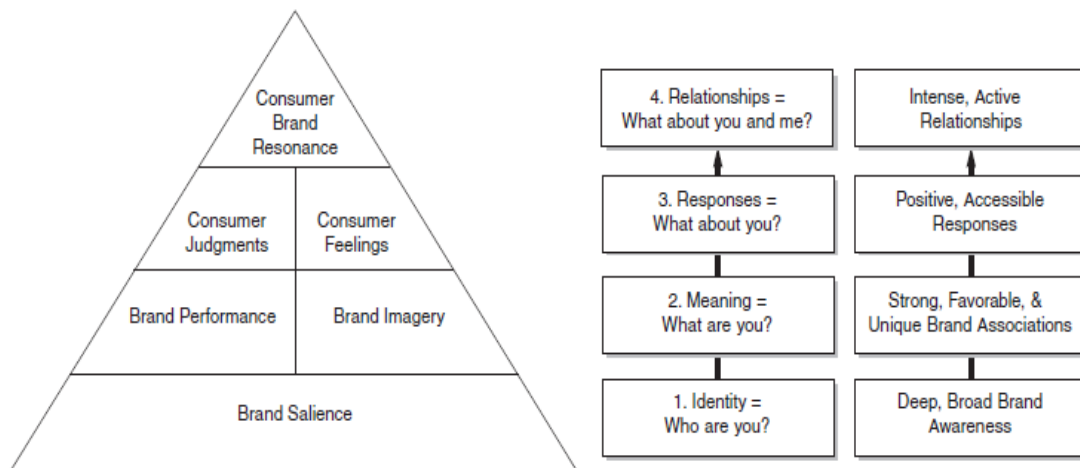 Consumer
Brand
Resonance
Consumer
Judgments
Consumer
Feelings
Brand Performance
Brand Imagery
Brand Salience
4. Relationships =
What about you and me?
Intense, Active
Relationships
3. Responses =
What about you?
Positive, Accessible
Responses
2. Meaning =
What are you?
Strong, Favorable, &
Unique Brand Associations
1. Identity =
Who are you?
Deep, Broad Brand
Awareness